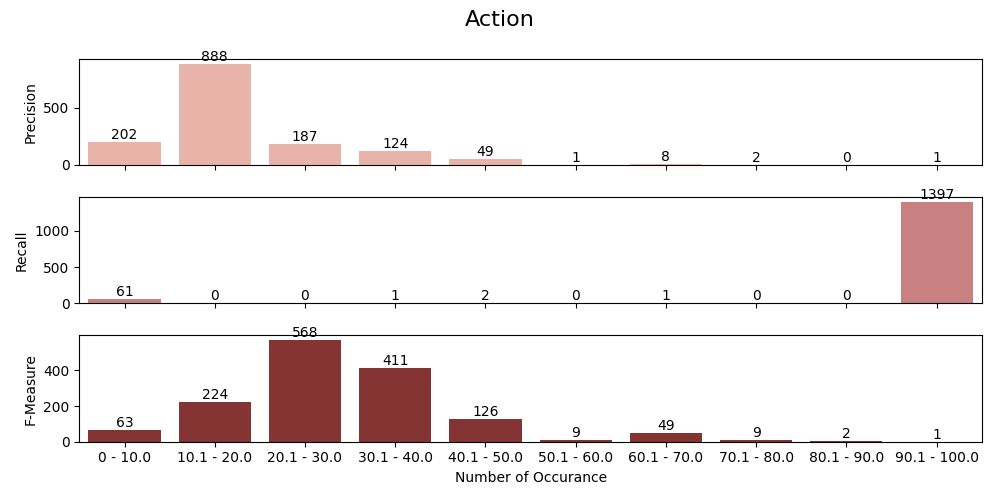 Action
Precision
500
0
202 888 187 124 49 1 8 2 0 1
Recall
1000
500
0
61 0 0 1 2 0 1 0 0 1397
F-Measure
400
200
0
63 224 568 411 126 9 49 9 2 1
0 - 10.0 10.1 - 20.0 20.1 - 30.0 30.1 - 40.0 40.1 - 50.0 50.1 - 60.0 60.1 - 70.0 70.1 - 80.0 80.1 - 90.0 90.1 - 100.0
Number of Occurance